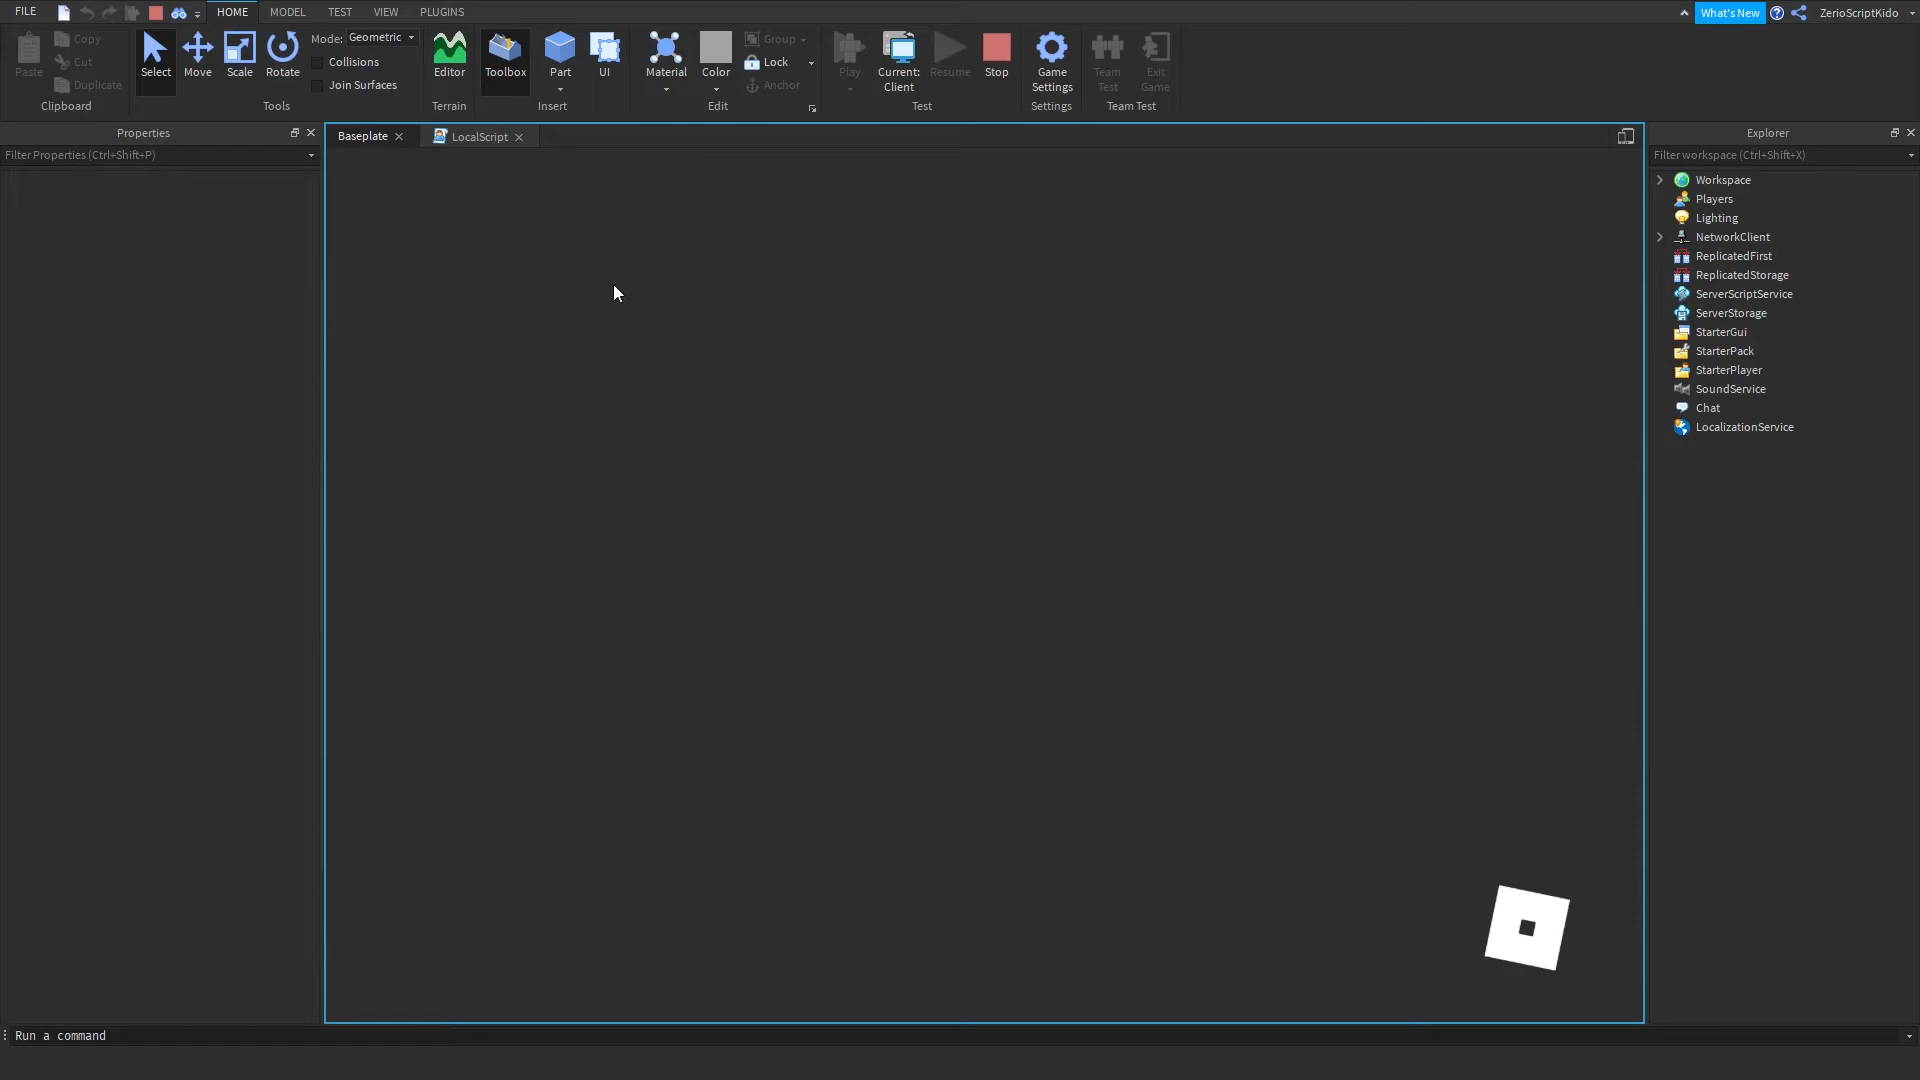 FILE HOME MODEL TEST VIEW PLUGINS What's New ZerioScriptKido
Paste Copy Cut Duplicate Clipboard
Select Move Scale Rotate Mode: Geometric Collisions Join Surfaces Tools
Editor Terrain
Toolbox Part UI Insert
Material Color Group Lock Anchor Edit
Play Current: Client Resume Stop Test
Game Settings Settings
Team Test Exit Game Team Test
Properties
Filter Properties (Ctrl+Shift+P)
Baseplate LocalScript
Explorer
Filter workspace (Ctrl+Shift+X)
Workspace
Players
Lighting
NetworkClient
ReplicatedFirst
ReplicatedStorage
ServerScriptService
ServerStorage
StarterGui
StarterPack
StarterPlayer
SoundService
Chat
LocalizationService
Run a command